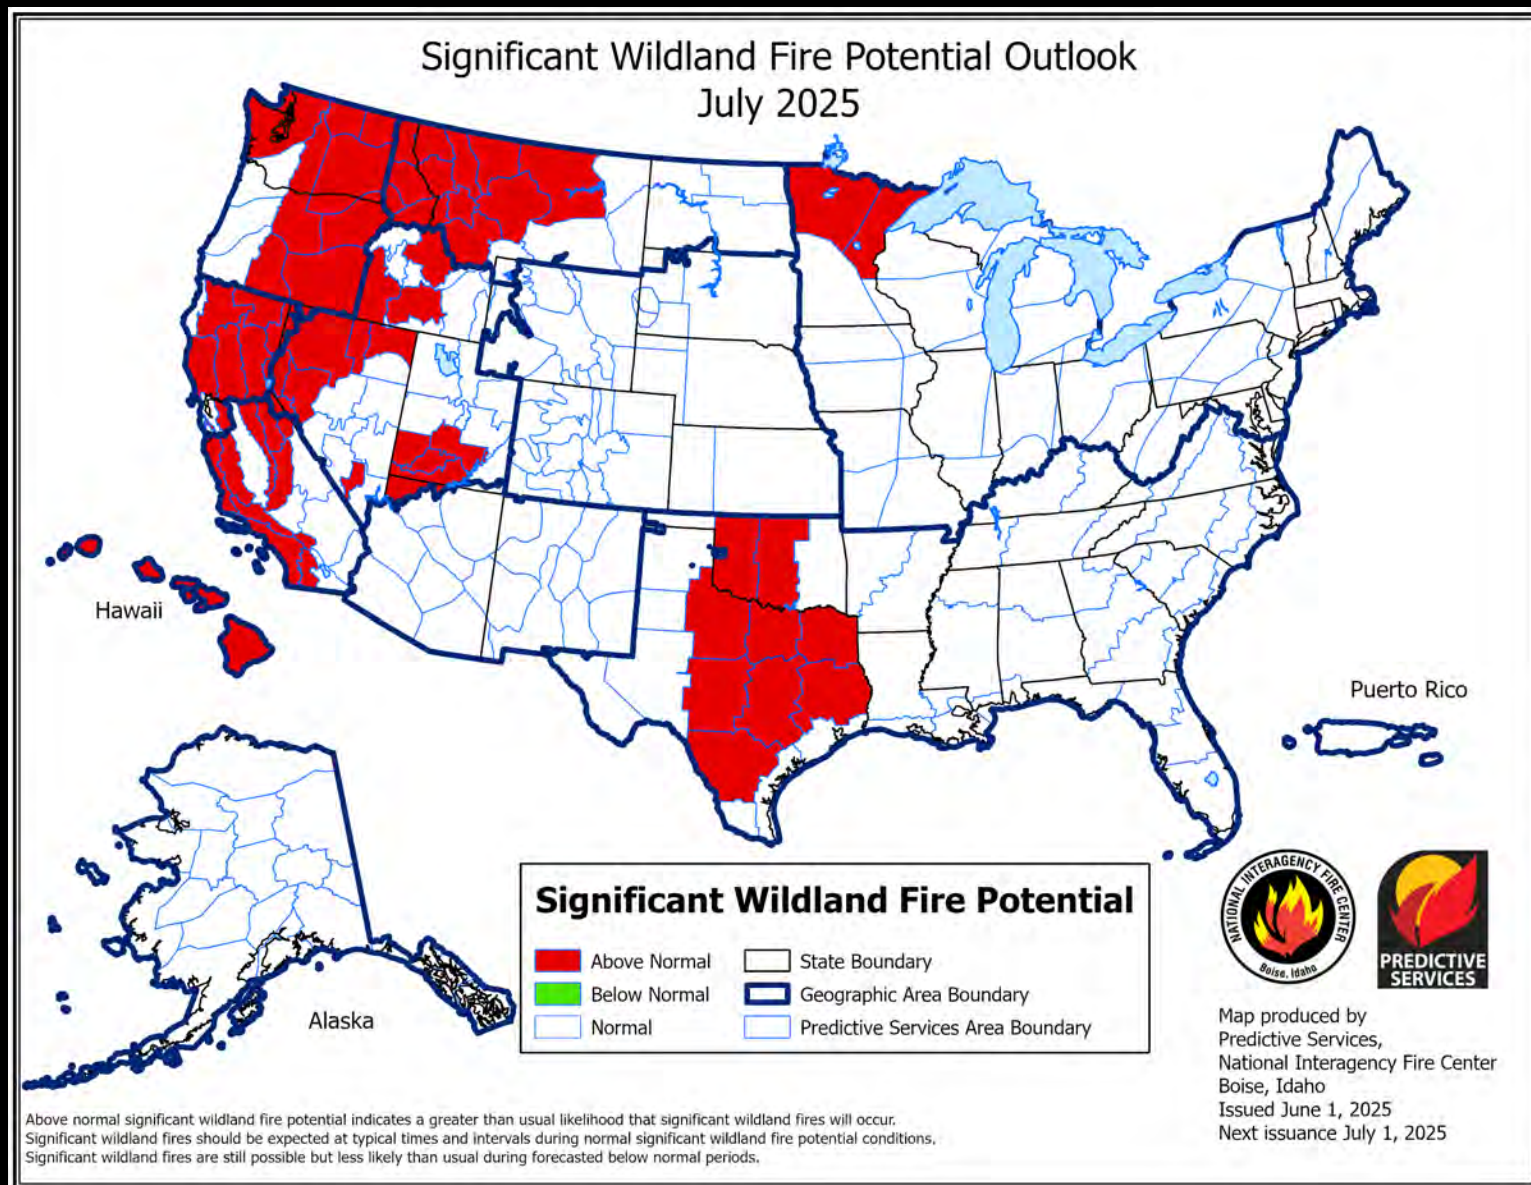 Significant Wildland Fire Potential Outlook
July 2025
Hawaii
Puerto Rico
Alaska
Significant Wildland Fire Potential
Above Normal
Below Normal
Normal
State Boundary
Geographic Area Boundary
Predictive Services Area Boundary
NATIONAL INTERAGENCY FIRE CENTER
Boise, Idaho
PREDICTIVE
SERVICES
Map produced by
Predictive Services,
National Interagency Fire Center
Boise, Idaho
Issued June 1, 2025
Next issuance July 1, 2025
Above normal significant wildland fire potential indicates a greater than usual likelihood that significant wildland fires will occur.
Significant wildland fires should be expected at typical times and intervals during normal significant wildland fire potential conditions.
Significant wildland fires are still possible but less likely than usual during forecasted below normal periods.